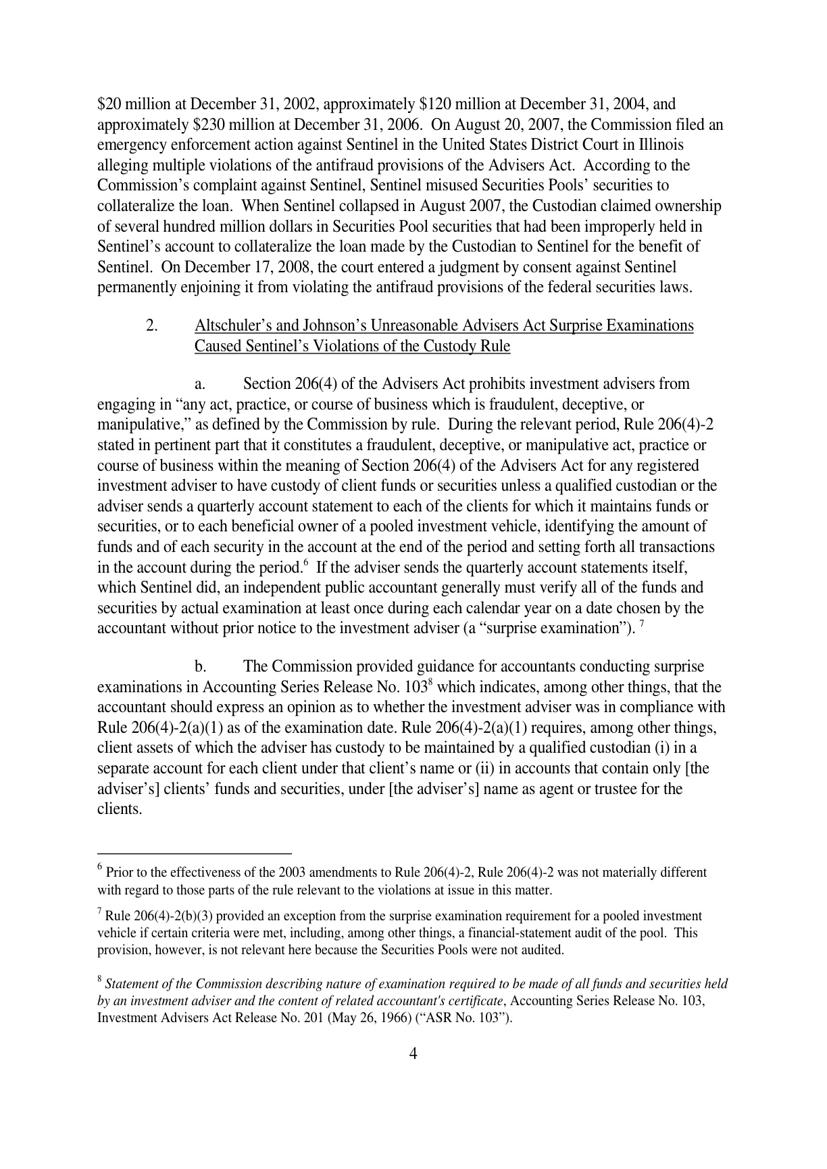 $20 million at December 31, 2002, approximately $120 million at December 31, 2004, and
approximately $230 million at December 31, 2006.  On August 20, 2007, the Commission filed an
emergency enforcement action against Sentinel in the United States District Court in Illinois
alleging multiple violations of the antifraud provisions of the Advisers Act.  According to the
Commission’s complaint against Sentinel, Sentinel misused Securities Pools’ securities to
collateralize the loan.  When Sentinel collapsed in August 2007, the Custodian claimed ownership
of several hundred million dollars in Securities Pool securities that had been improperly held in
Sentinel’s account to collateralize the loan made by the Custodian to Sentinel for the benefit of
Sentinel.  On December 17, 2008, the court entered a judgment by consent against Sentinel
permanently enjoining it from violating the antifraud provisions of the federal securities laws.
2. Altschuler’s and Johnson’s Unreasonable Advisers Act Surprise Examinations
Caused Sentinel’s Violations of the Custody Rule
a. Section 206(4) of the Advisers Act prohibits investment advisers from
engaging in “any act, practice, or course of business which is fraudulent, deceptive, or
manipulative,” as defined by the Commission by rule.  During the relevant period, Rule 206(4)-2
stated in pertinent part that it constitutes a fraudulent, deceptive, or manipulative act, practice or
course of business within the meaning of Section 206(4) of the Advisers Act for any registered
investment adviser to have custody of client funds or securities unless a qualified custodian or the
adviser sends a quarterly account statement to each of the clients for which it maintains funds or
securities, or to each beneficial owner of a pooled investment vehicle, identifying the amount of
funds and of each security in the account at the end of the period and setting forth all transactions
in the account during the period.6  If the adviser sends the quarterly account statements itself,
which Sentinel did, an independent public accountant generally must verify all of the funds and
securities by actual examination at least once during each calendar year on a date chosen by the
accountant without prior notice to the investment adviser (a “surprise examination”). 7
b. The Commission provided guidance for accountants conducting surprise
examinations in Accounting Series Release No. 1038 which indicates, among other things, that the
accountant should express an opinion as to whether the investment adviser was in compliance with
Rule 206(4)-2(a)(1) as of the examination date. Rule 206(4)-2(a)(1) requires, among other things,
client assets of which the adviser has custody to be maintained by a qualified custodian (i) in a
separate account for each client under that client’s name or (ii) in accounts that contain only [the
adviser’s] clients’ funds and securities, under [the adviser’s] name as agent or trustee for the
clients.
6 Prior to the effectiveness of the 2003 amendments to Rule 206(4)-2, Rule 206(4)-2 was not materially different
with regard to those parts of the rule relevant to the violations at issue in this matter.
7 Rule 206(4)-2(b)(3) provided an exception from the surprise examination requirement for a pooled investment
vehicle if certain criteria were met, including, among other things, a financial-statement audit of the pool.  This
provision, however, is not relevant here because the Securities Pools were not audited.
8 Statement of the Commission describing nature of examination required to be made of all funds and securities held
by an investment adviser and the content of related accountant's certificate, Accounting Series Release No. 103,
Investment Advisers Act Release No. 201 (May 26, 1966) (“ASR No. 103”).
4